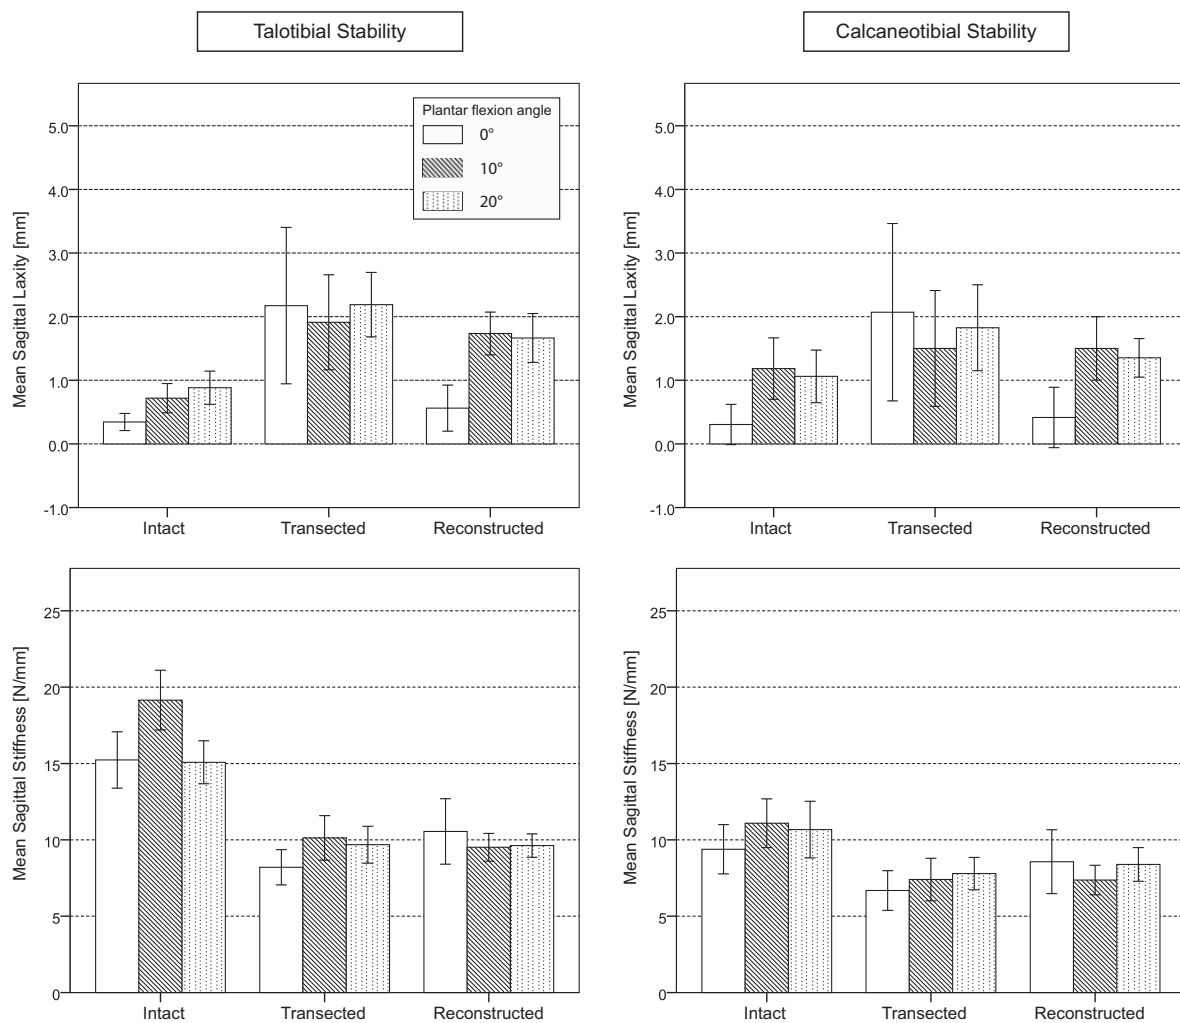 Talotibial Stability
Calcaneotibial Stability
Mean Sagittal Laxity [mm]
5.0
4.0
3.0
2.0
1.0
0.0
-1.0
Plantar flexion angle
0°
10°
20°
Intact Transected Reconstructed
Mean Sagittal Laxity [mm]
5.0
4.0
3.0
2.0
1.0
0.0
-1.0
Intact Transected Reconstructed
Mean Sagittal Stiffness [N/mm]
25
20
15
10
5
0
Intact Transected Reconstructed
Mean Sagittal Stiffness [N/mm]
25
20
15
10
5
0
Intact Transected Reconstructed